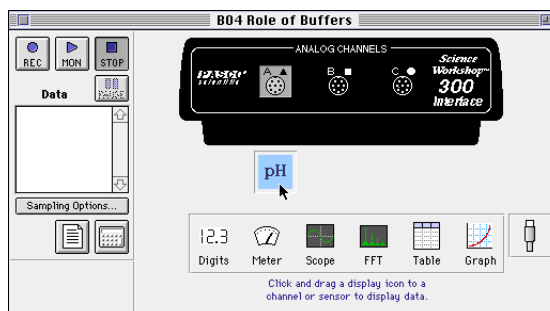 B04 Role of Buffers
REC MON STOP
Data PAUSE
Sampling Options...
ANALOG CHANNELS
PASCO scientific
A B C
Science
Workshop™
300
Interface
pH
12.3
Digits Meter Scope FFT Table Graph
Click and drag a display icon to a
channel or sensor to display data.